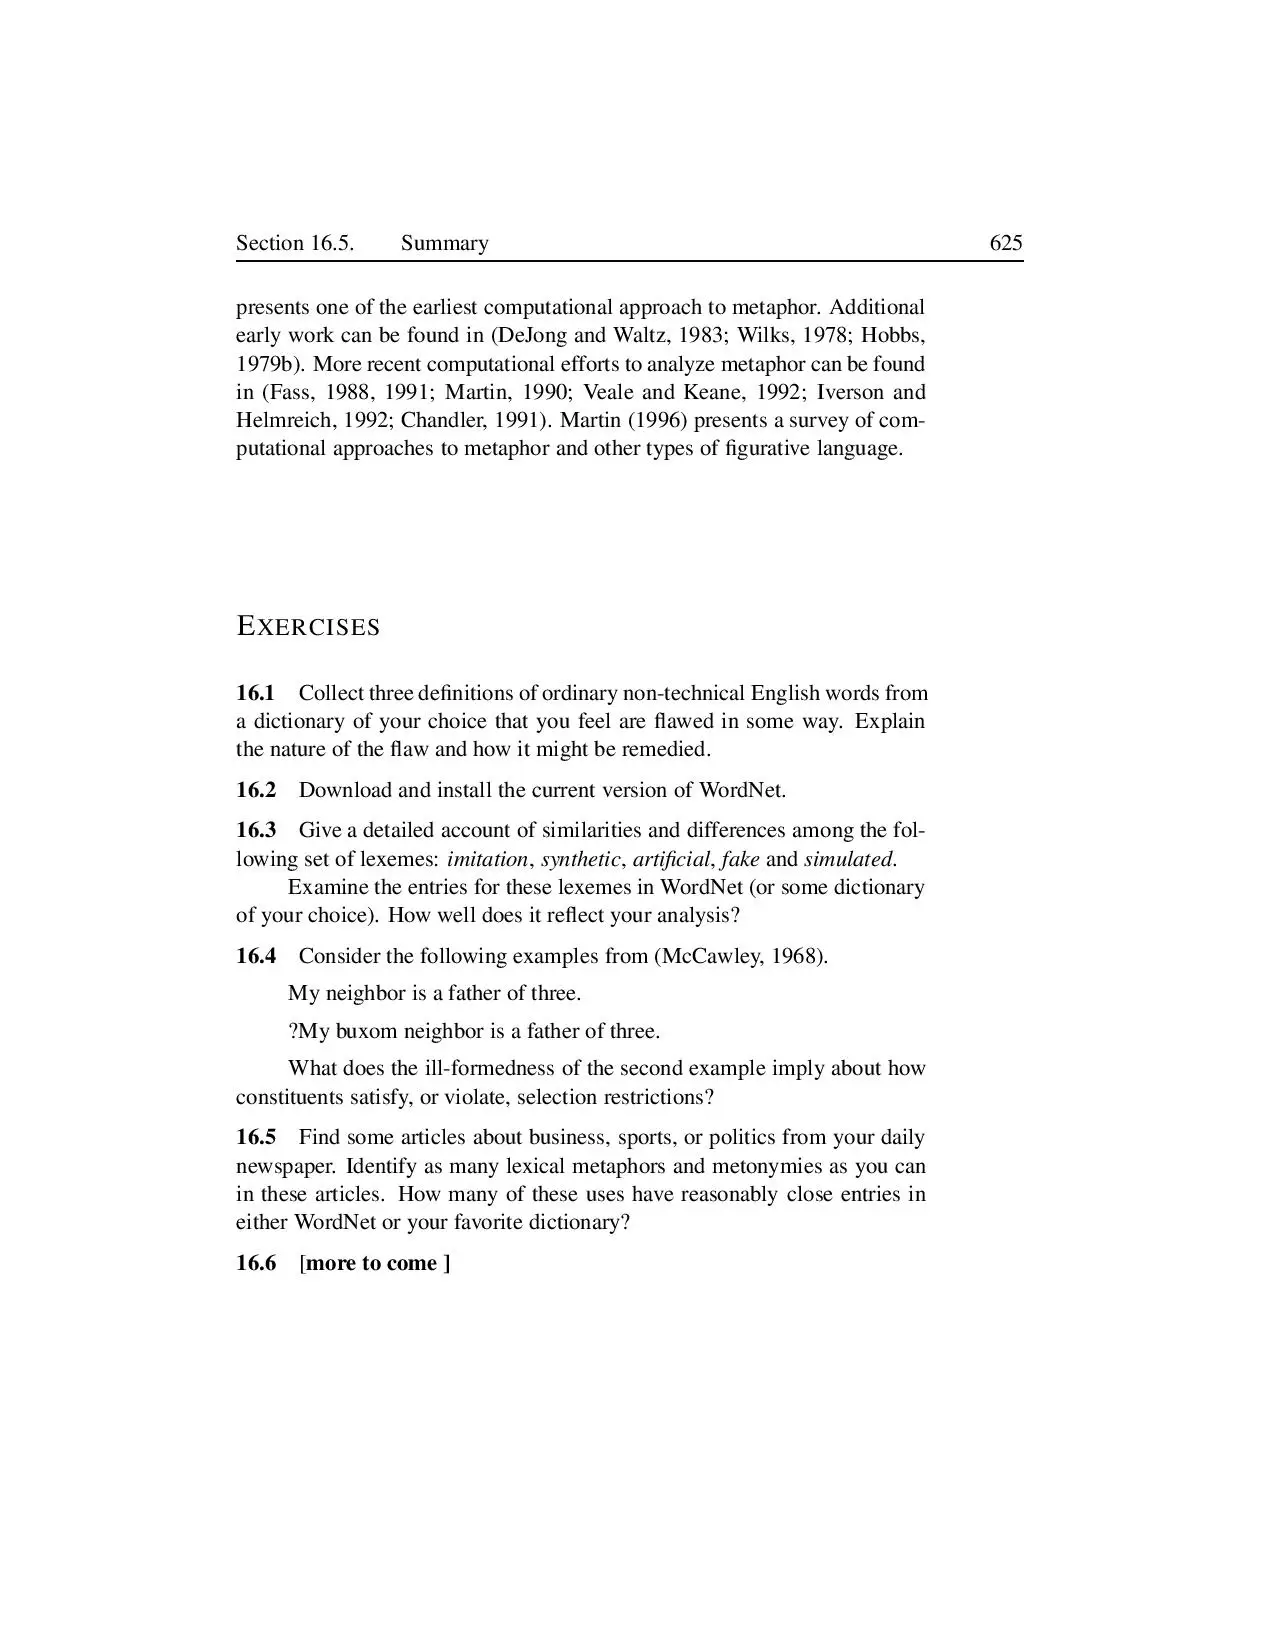 Section 16.5. Summary 625
presents one of the earliest computational approach to metaphor. Additional
early work can be found in (DeJong and Waltz, 1983; Wilks, 1978; Hobbs,
1979b). More recent computational efforts to analyze metaphor can be found
in (Fass, 1988, 1991; Martin, 1990; Veale and Keane, 1992; Iverson and
Helmreich, 1992; Chandler, 1991). Martin (1996) presents a survey of com-
putational approaches to metaphor and other types of figurative language.
EXERCISES
16.1 Collect three definitions of ordinary non-technical English words from
a dictionary of your choice that you feel are flawed in some way. Explain
the nature of the flaw and how it might be remedied.
16.2 Download and install the current version of WordNet.
16.3 Give a detailed account of similarities and differences among the fol-
lowing set of lexemes: imitation, synthetic, artificial, fake and simulated.
Examine the entries for these lexemes in WordNet (or some dictionary
of your choice). How well does it reflect your analysis?
16.4 Consider the following examples from (McCawley, 1968).
My neighbor is a father of three.
?My buxom neighbor is a father of three.
What does the ill-formedness of the second example imply about how
constituents satisfy, or violate, selection restrictions?
16.5 Find some articles about business, sports, or politics from your daily
newspaper. Identify as many lexical metaphors and metonymies as you can
in these articles. How many of these uses have reasonably close entries in
either WordNet or your favorite dictionary?
16.6 [more to come ]